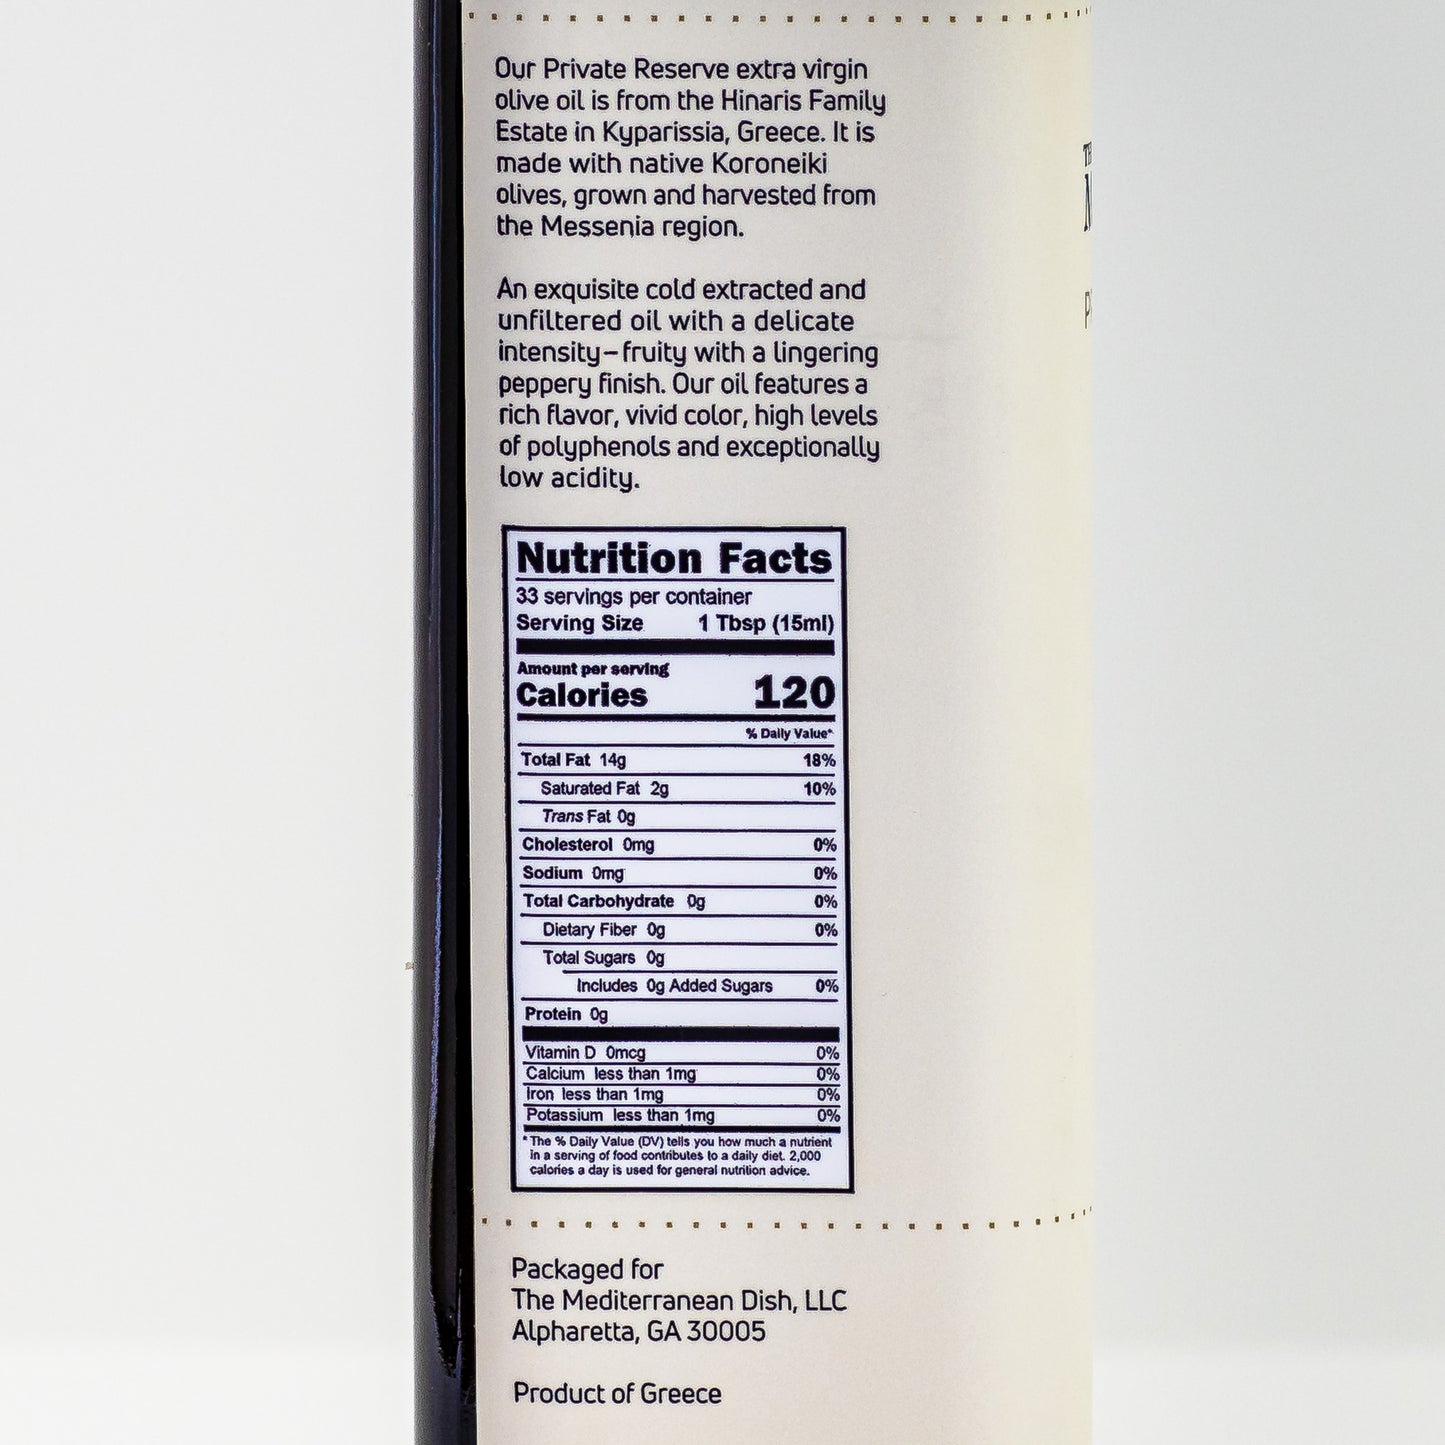 Our Private Reserve extra virgin
olive oil is from the Hinaris Family
Estate in Kyparissia, Greece. It is
made with native Koroneiki
olives, grown and harvested from
the Messenia region.
An exquisite cold extracted and
unfiltered oil with a delicate
intensity–fruity with a lingering
peppery finish. Our oil features a
rich flavor, vivid color, high levels
of polyphenols and exceptionally
low acidity.
Nutrition Facts
33 servings per container
Serving Size 1 Tbsp (15ml)
Amount per serving
Calories 120
% Daily Value*
Total Fat 14g 18%
Saturated Fat 2g 10%
Trans Fat 0g
Cholesterol 0mg 0%
Sodium 0mg 0%
Total Carbohydrate 0g 0%
Dietary Fiber 0g 0%
Total Sugars 0g
Includes 0g Added Sugars 0%
Protein 0g
Vitamin D 0mcg 0%
Calcium less than 1mg 0%
Iron less than 1mg 0%
Potassium less than 1mg 0%
*The % Daily Value (DV) tells you how much a nutrient
in a serving of food contributes to a daily diet. 2,000
calories a day is used for general nutrition advice.
Packaged for
The Mediterranean Dish, LLC
Alpharetta, GA 30005
Product of Greece